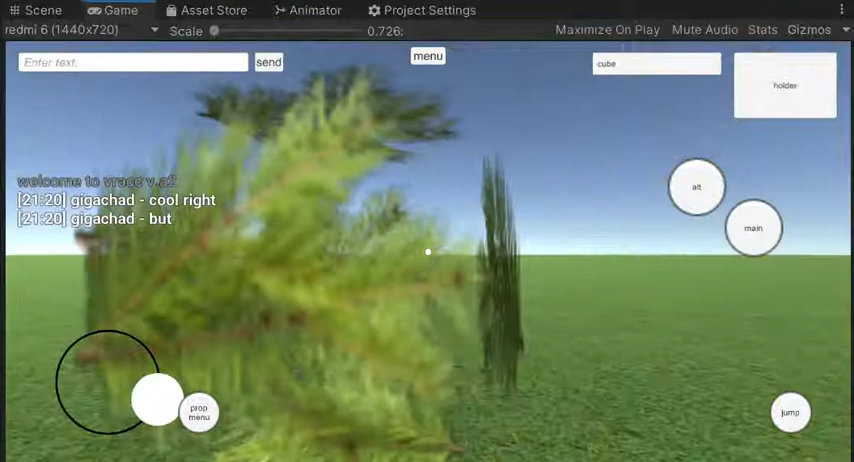 Scene Game Asset Store Animator Project Settings
redmi 6 (1440x720) Scale 0.726: Maximize On Play Mute Audio Stats Gizmos
Enter text. send menu cube holder
welcome to vracc v.a2
[21:20] gigachad - cool right
[21:20] gigachad - but
alt
main
prop
menu
jump